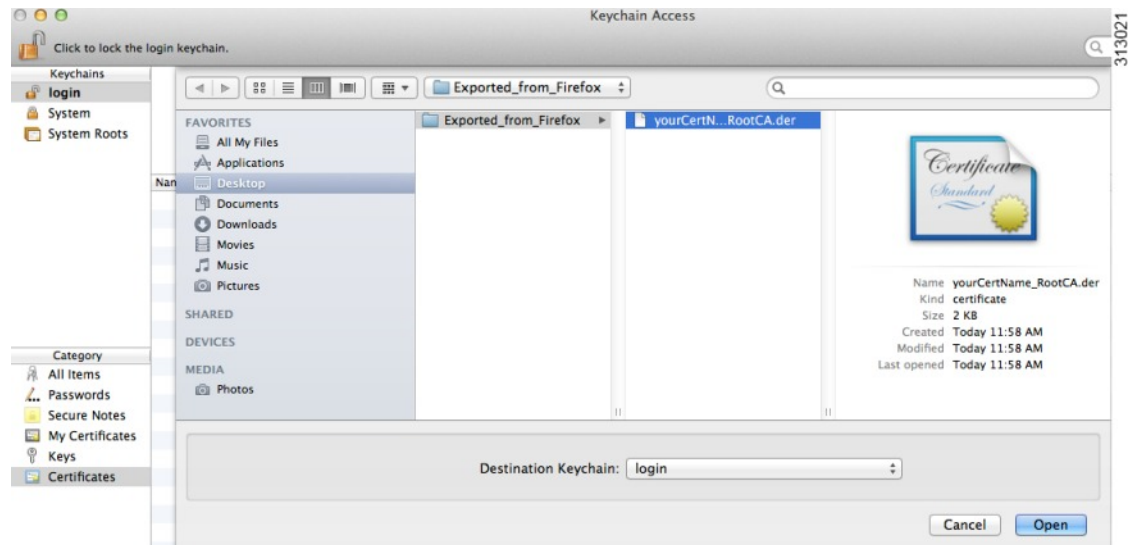 Keychain Access
313021
Click to lock the login keychain.
Keychains
login
System
System Roots
Exported_from_Firefox
FAVORITES
All My Files
Applications
Desktop
Documents
Downloads
Movies
Music
Pictures
SHARED
DEVICES
MEDIA
Photos
Nan
Exported_from_Firefox
yourCertN...RootCA.der
Certificate
Standard
Name yourCertName_RootCA.der
Kind certificate
Size 2 KB
Created Today 11:58 AM
Modified Today 11:58 AM
Last opened Today 11:58 AM
Category
All Items
Passwords
Secure Notes
My Certificates
Keys
Certificates
Destination Keychain: login
Cancel Open